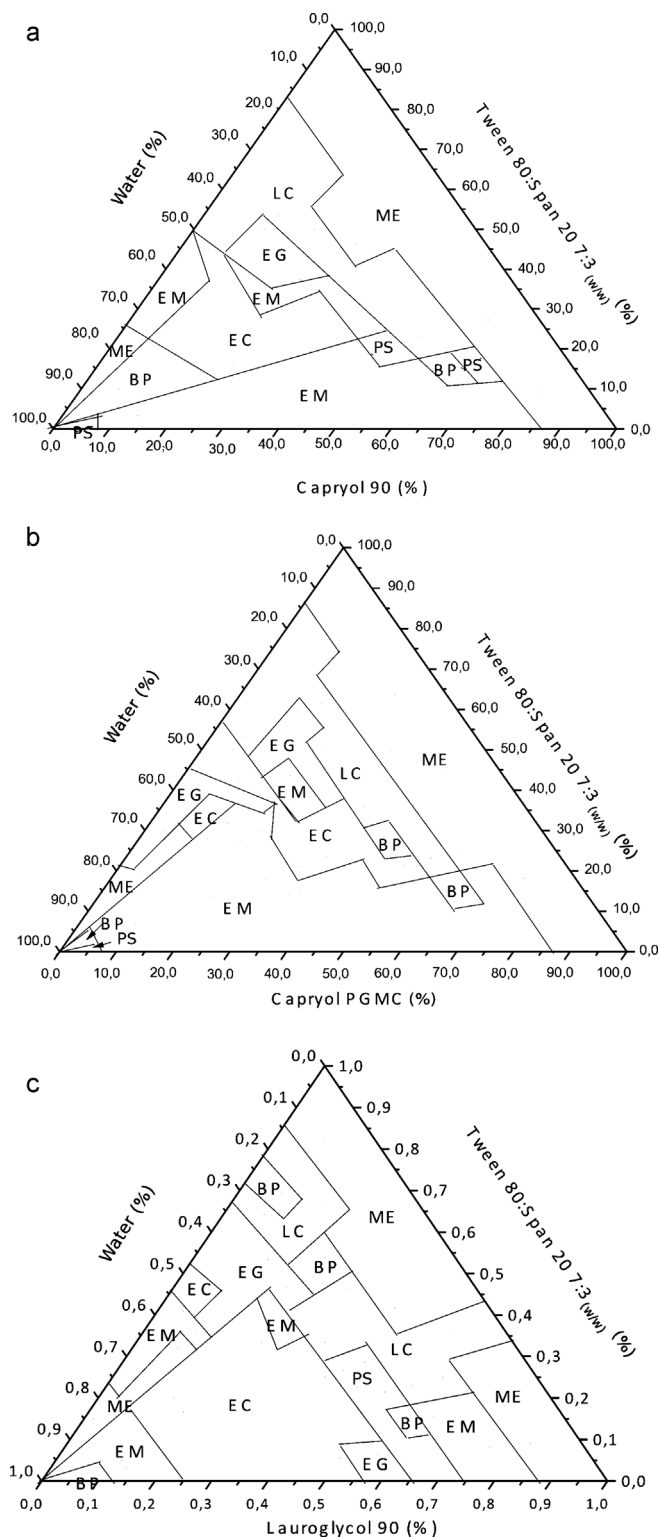 a
0,0
100,0
10,0
90,0
20,0
80,0
30,0
70,0
40,0
60,0
50,0
50,0
60,0
40,0
70,0
30,0
80,0
20,0
90,0
10,0
100,0
0,0
Water (%)
Tween 80:Span 20 7:3 (w/w) (%)
LC
ME
EG
EM
EM
EC
ME
PS
BP
PS
BP
EM
PS
0,0 10,0 20,0 30,0 40,0 50,0 60,0 70,0 80,0 90,0 100,0
Capryol 90 (%)
b
0,0
100,0
10,0
90,0
20,0
80,0
30,0
70,0
40,0
60,0
50,0
50,0
60,0
40,0
70,0
30,0
80,0
20,0
90,0
10,0
100,0
0,0
Water (%)
Tween 80:Span 20 7:3 (w/w) (%)
EG
ME
LC
EM
EG
EC
EC
BP
ME
BP
EM
BP
PS
0,0 10,0 20,0 30,0 40,0 50,0 60,0 70,0 80,0 90,0 100,0
Capryol PGMC (%)
c
0,0
1,0
0,1
0,9
0,2
0,8
0,3
0,7
0,4
0,6
0,5
0,5
0,6
0,4
0,7
0,3
0,8
0,2
0,9
0,1
1,0
0,0
Water (%)
Tween 80:Span 20 7:3 (w/w) (%)
BP
ME
LC
EG
BP
EC
EM
EM
LC
PS
ME
ME
EC
BP
EM
EM
EG
BP
0,0 0,1 0,2 0,3 0,4 0,5 0,6 0,7 0,8 0,9 1,0
Lauroglycol 90 (%)